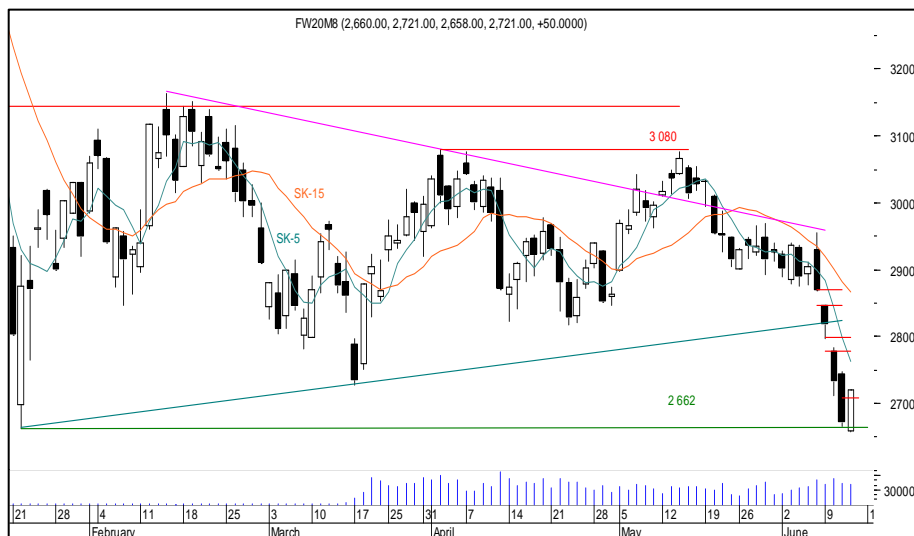 FW20M8 (2,660.00, 2,721.00, 2,658.00, 2,721.00, +50.0000)
3200
3 080
3100
SK-15
3000
SK-5
2900
2800
2 662
2700
30000
21 28 4 11 18 25 3 10 17 25 31 7 14 21 28 5 12 19 26 2 9 1
February March April May June